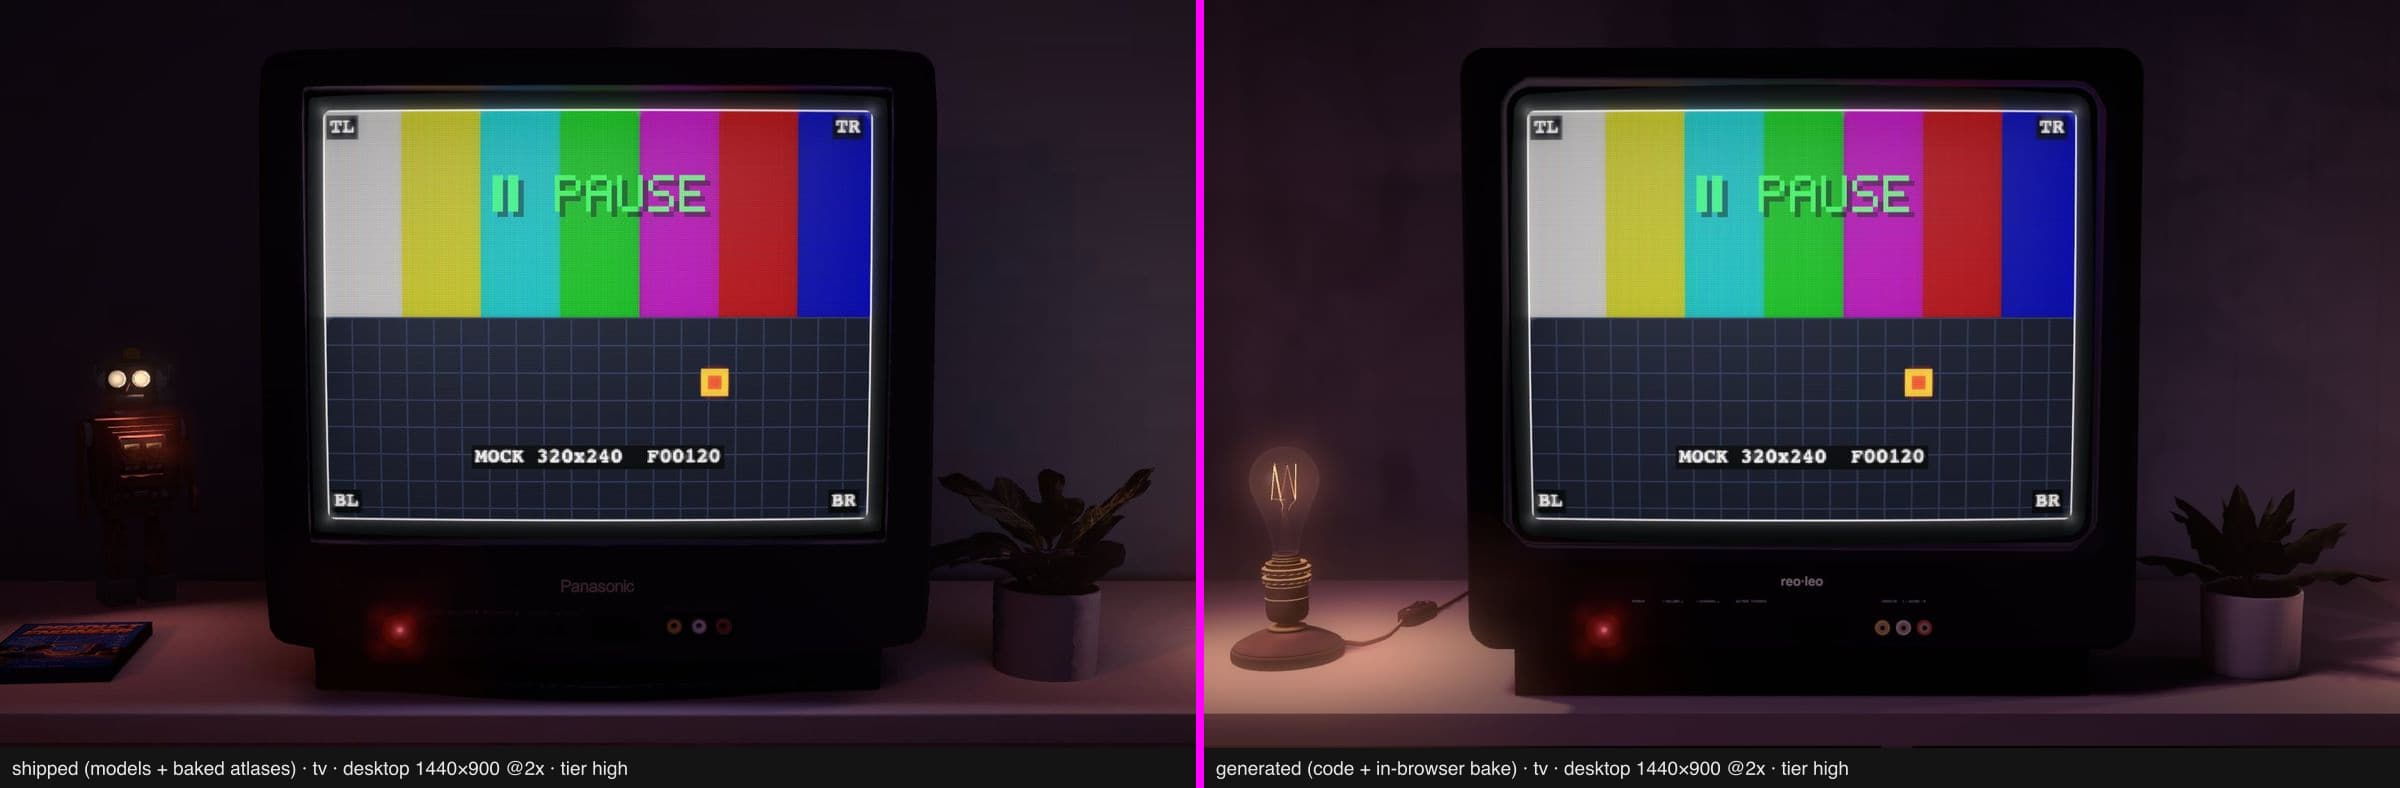 TL
TR
II PAUSE
MOCK 320x240 F00120
BL
BR
Panasonic
shipped (models + baked atlases) · tv · desktop 1440×900 @2x · tier high
TL
TR
II PAUSE
MOCK 320x240 F00120
BL
BR
reo·leo
generated (code + in-browser bake) · tv · desktop 1440×900 @2x · tier high